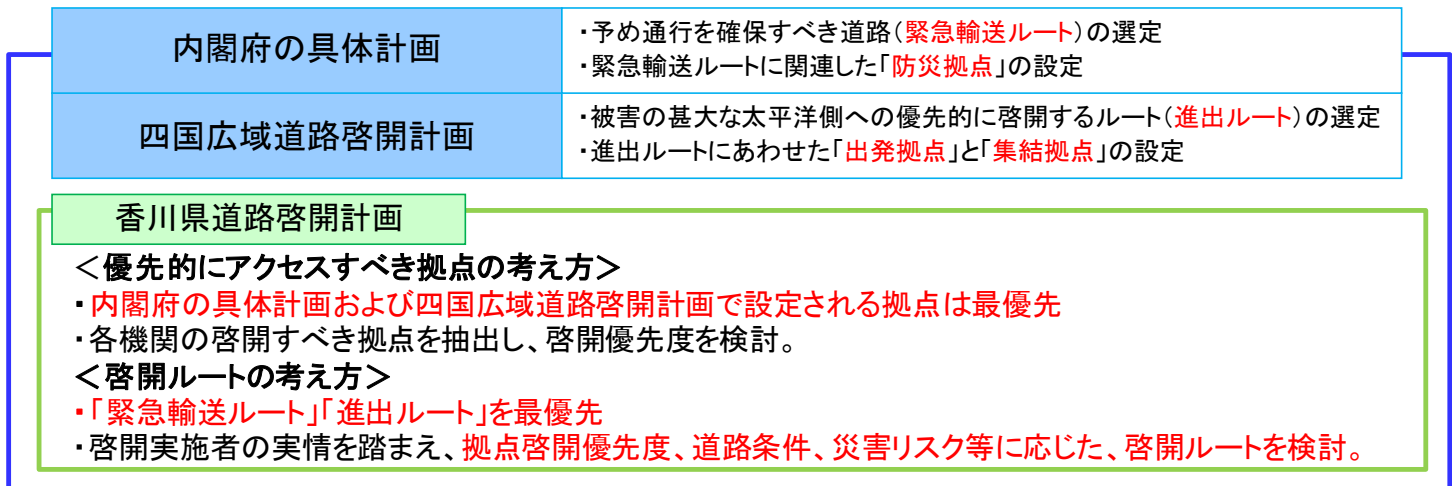 内閣府の具体計画
・予め通行を確保すべき道路(緊急輸送ルート)の選定
・緊急輸送ルートに関連した「防災拠点」の設定
四国広域道路啓開計画
・被害の甚大な太平洋側への優先的に啓開するルート(進出ルート)の選定
・進出ルートにあわせた「出発拠点」と「集結拠点」の設定
香川県道路啓開計画
<優先的にアクセスすべき拠点の考え方>
・内閣府の具体計画および四国広域道路啓開計画で設定される拠点は最優先
・各機関の啓開すべき拠点を抽出し、啓開優先度を検討。
<啓開ルートの考え方>
・「緊急輸送ルート」「進出ルート」を最優先
・啓開実施者の実情を踏まえ、拠点啓開優先度、道路条件、災害リスク等に応じた、啓開ルートを検討。